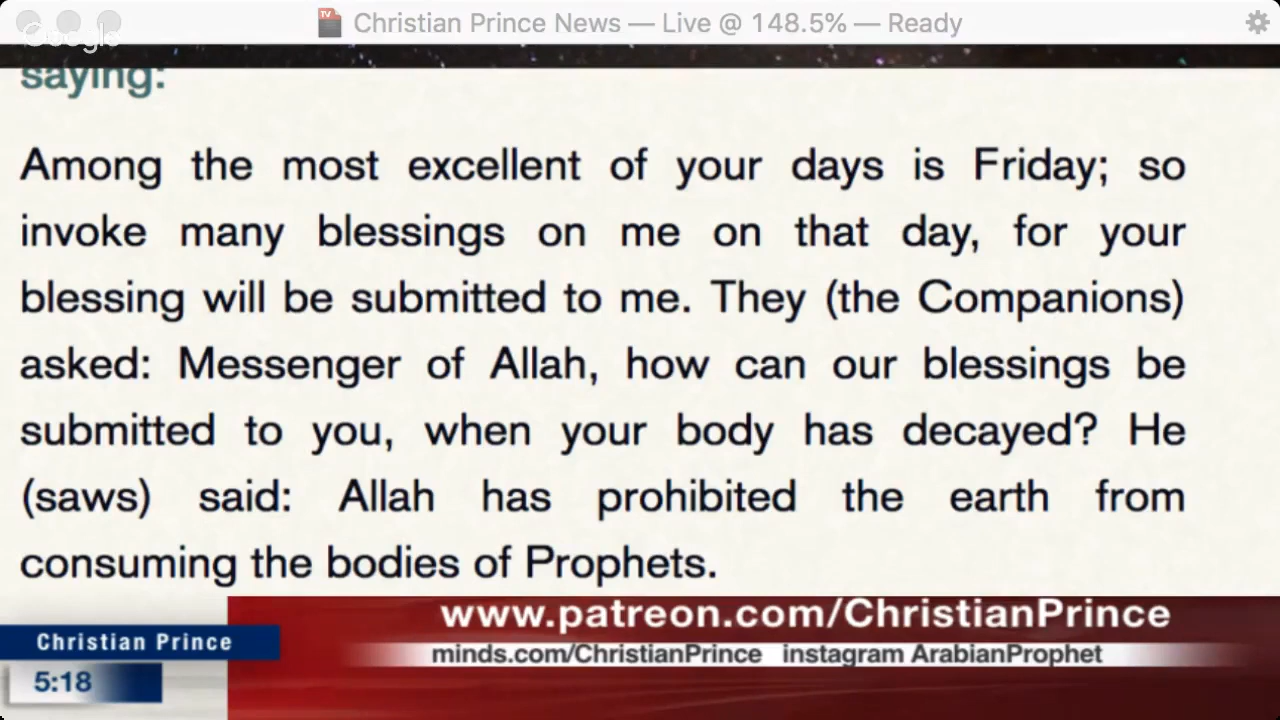 TV
Christian Prince News — Live @ 148.5% — Ready
saying:
Among the most excellent of your days is Friday; so
invoke many blessings on me on that day, for your
blessing will be submitted to me. They (the Companions)
asked: Messenger of Allah, how can our blessings be
submitted to you, when your body has decayed? He
(saws) said: Allah has prohibited the earth from
consuming the bodies of Prophets.
www.patreon.com/ChristianPrince
Christian Prince
minds.com/ChristianPrince instagram ArabianProphet
5:18